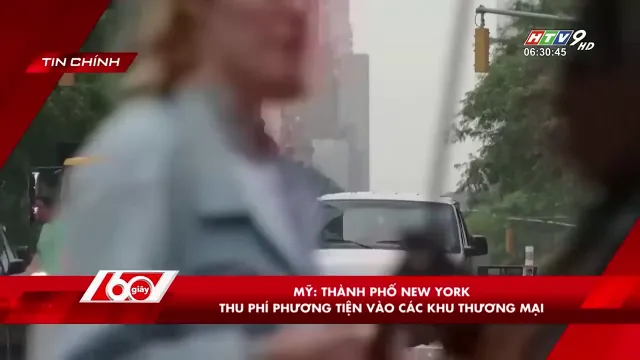 TIN CHÍNH
HTV9 HD
06:30:45
60 giây
MỸ: THÀNH PHỐ NEW YORK
THU PHÍ PHƯƠNG TIỆN VÀO CÁC KHU THƯƠNG MẠI